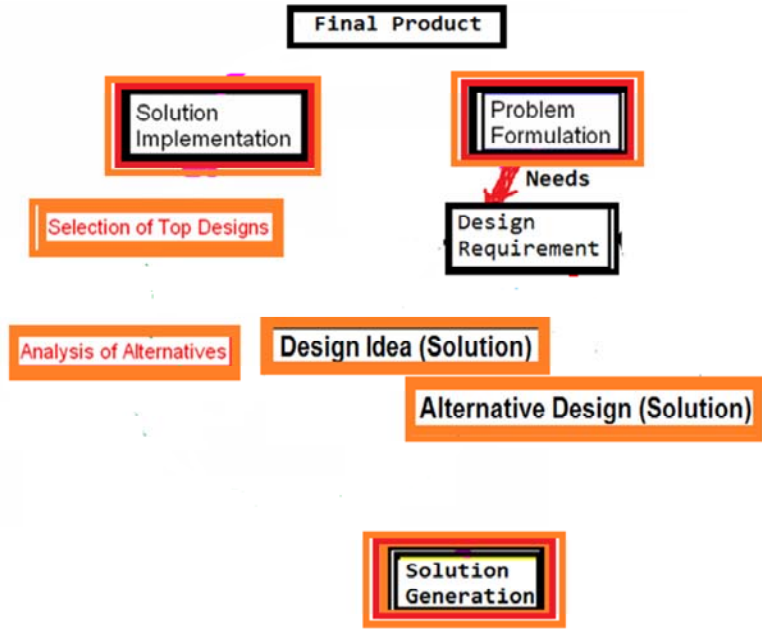 Final Product
Solution
Implementation
Problem
Formulation
Needs
Selection of Top Designs
Design
Requirement
Analysis of Alternatives
Design Idea (Solution)
Alternative Design (Solution)
Solution
Generation